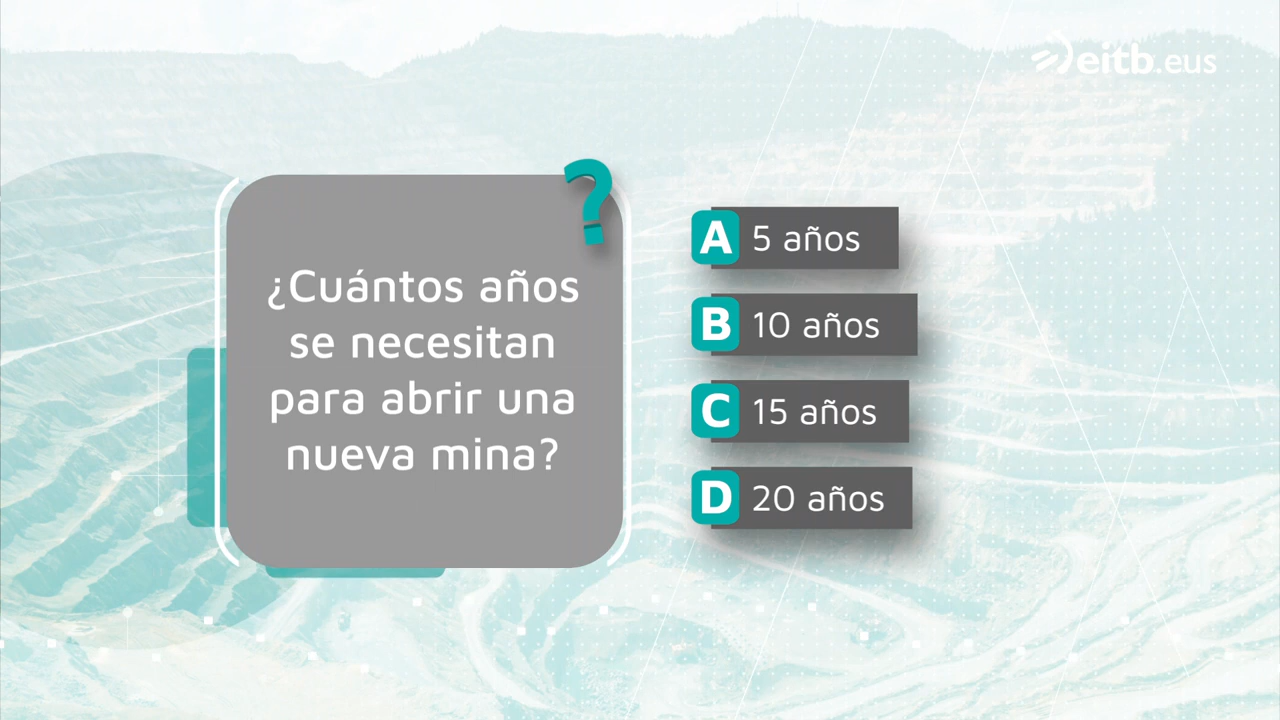 eitb.eus
?
¿Cuántos años
se necesitan
para abrir una
nueva mina?
A 5 años
B 10 años
C 15 años
D 20 años